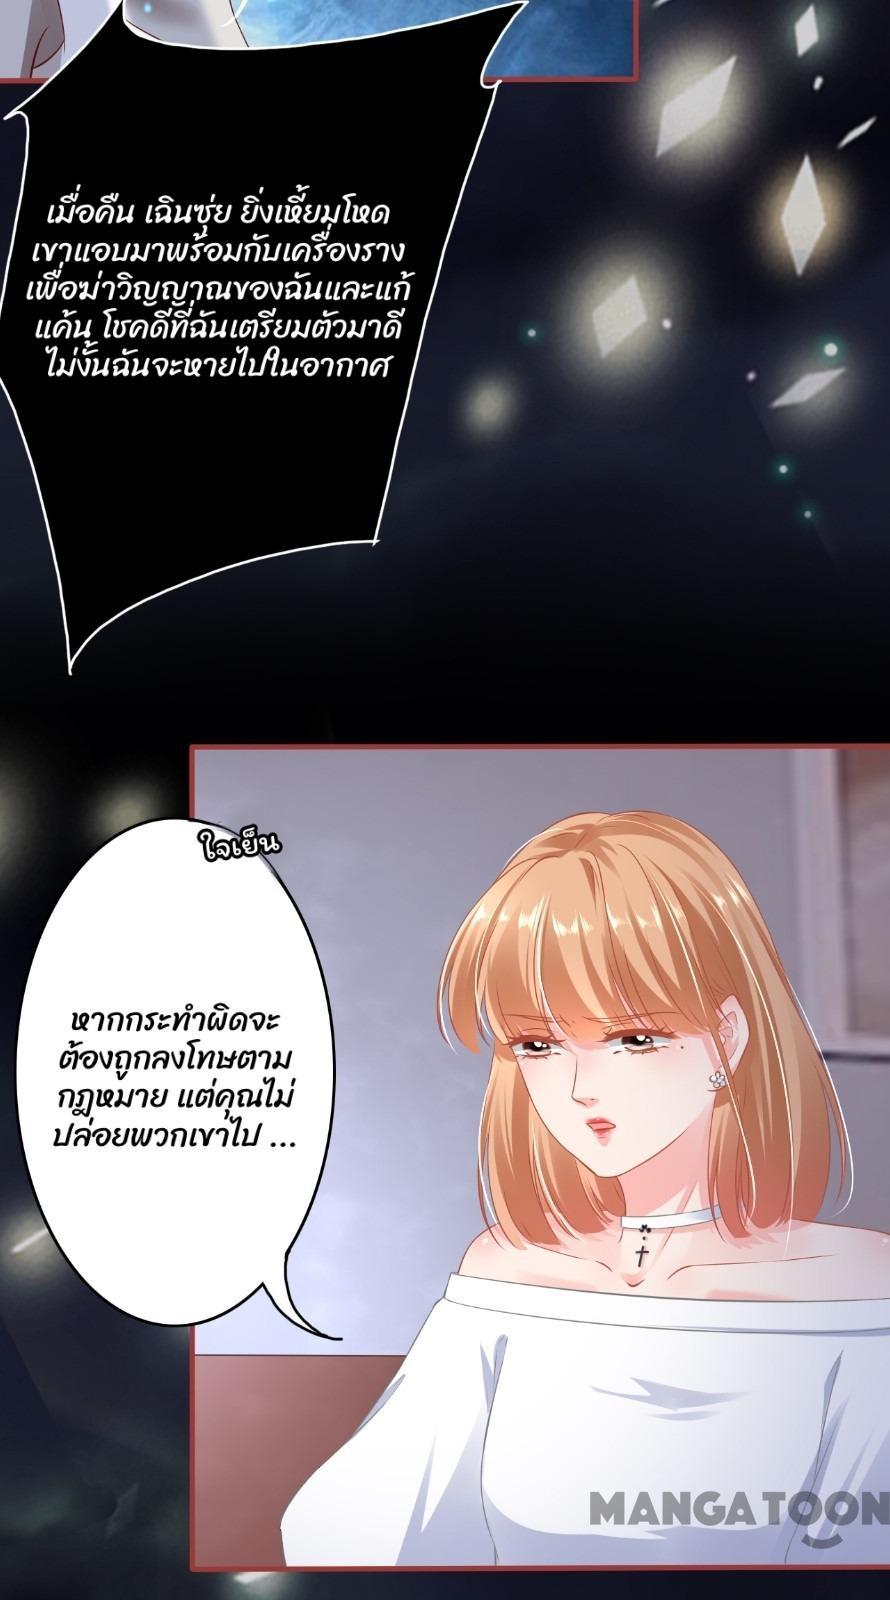 เมื่อคืน เฉินซุ่ย ยิ่งเหี้ยมโหด
เขาแอบมาพร้อมกับเครื่องราง
เพื่อฆ่าวิญญาณของฉันและแก้
แค้น โชคดีที่ฉันเตรียมตัวมาดี
ไม่งั้นฉันจะหายไปในอากาศ
ใจเย็น
หากกระทำผิดจะ
ต้องถูกลงโทษตาม
กฎหมาย แต่คุณไม่
ปล่อยพวกเขาไป ...
MANGATOON